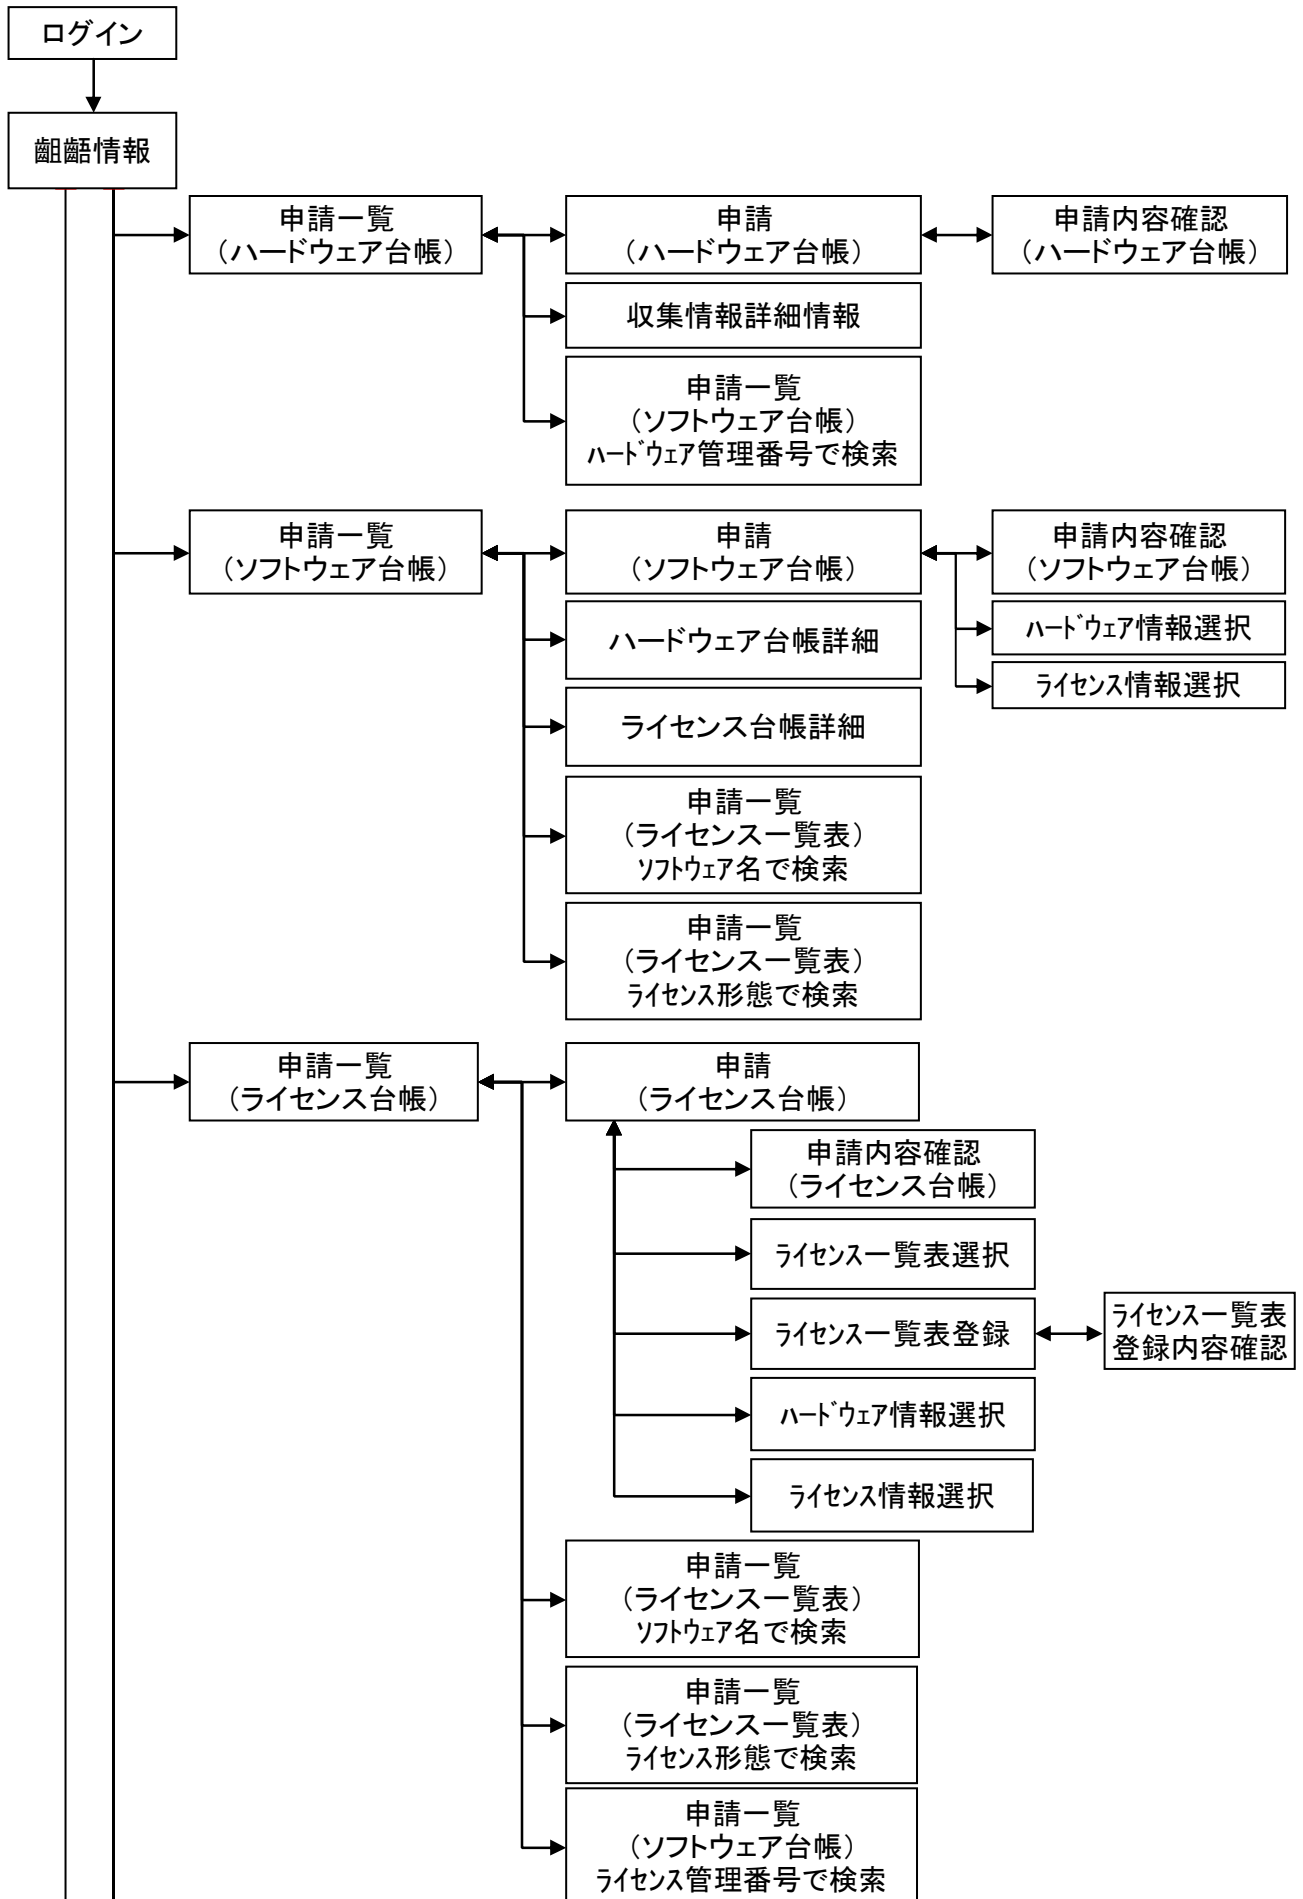 ログイン
齟齬情報
申請一覧
（ハードウェア台帳）
申請
（ハードウェア台帳）
申請内容確認
（ハードウェア台帳）
収集情報詳細情報
申請一覧
（ソフトウェア台帳）
ﾊｰﾄﾞｳｪｱ管理番号で検索
申請一覧
（ソフトウェア台帳）
申請
（ソフトウェア台帳）
申請内容確認
（ソフトウェア台帳）
ハードウェア台帳詳細
ﾊｰﾄﾞｳｪｱ情報選択
ﾗｲｾﾝｽ情報選択
ライセンス台帳詳細
申請一覧
（ライセンス一覧表）
ｿﾌﾄｳｪｱ名で検索
申請一覧
（ライセンス一覧表）
ﾗｲｾﾝｽ形態で検索
申請一覧
（ライセンス台帳）
申請
（ライセンス台帳）
申請内容確認
（ライセンス台帳）
ﾗｲｾﾝｽ一覧表選択
ﾗｲｾﾝｽ一覧表登録
ﾗｲｾﾝｽ一覧表
登録内容確認
ﾊｰﾄﾞｳｪｱ情報選択
ﾗｲｾﾝｽ情報選択
申請一覧
（ライセンス一覧表）
ｿﾌﾄｳｪｱ名で検索
申請一覧
（ライセンス一覧表）
ﾗｲｾﾝｽ形態で検索
申請一覧
（ソフトウェア台帳）
ﾗｲｾﾝｽ管理番号で検索